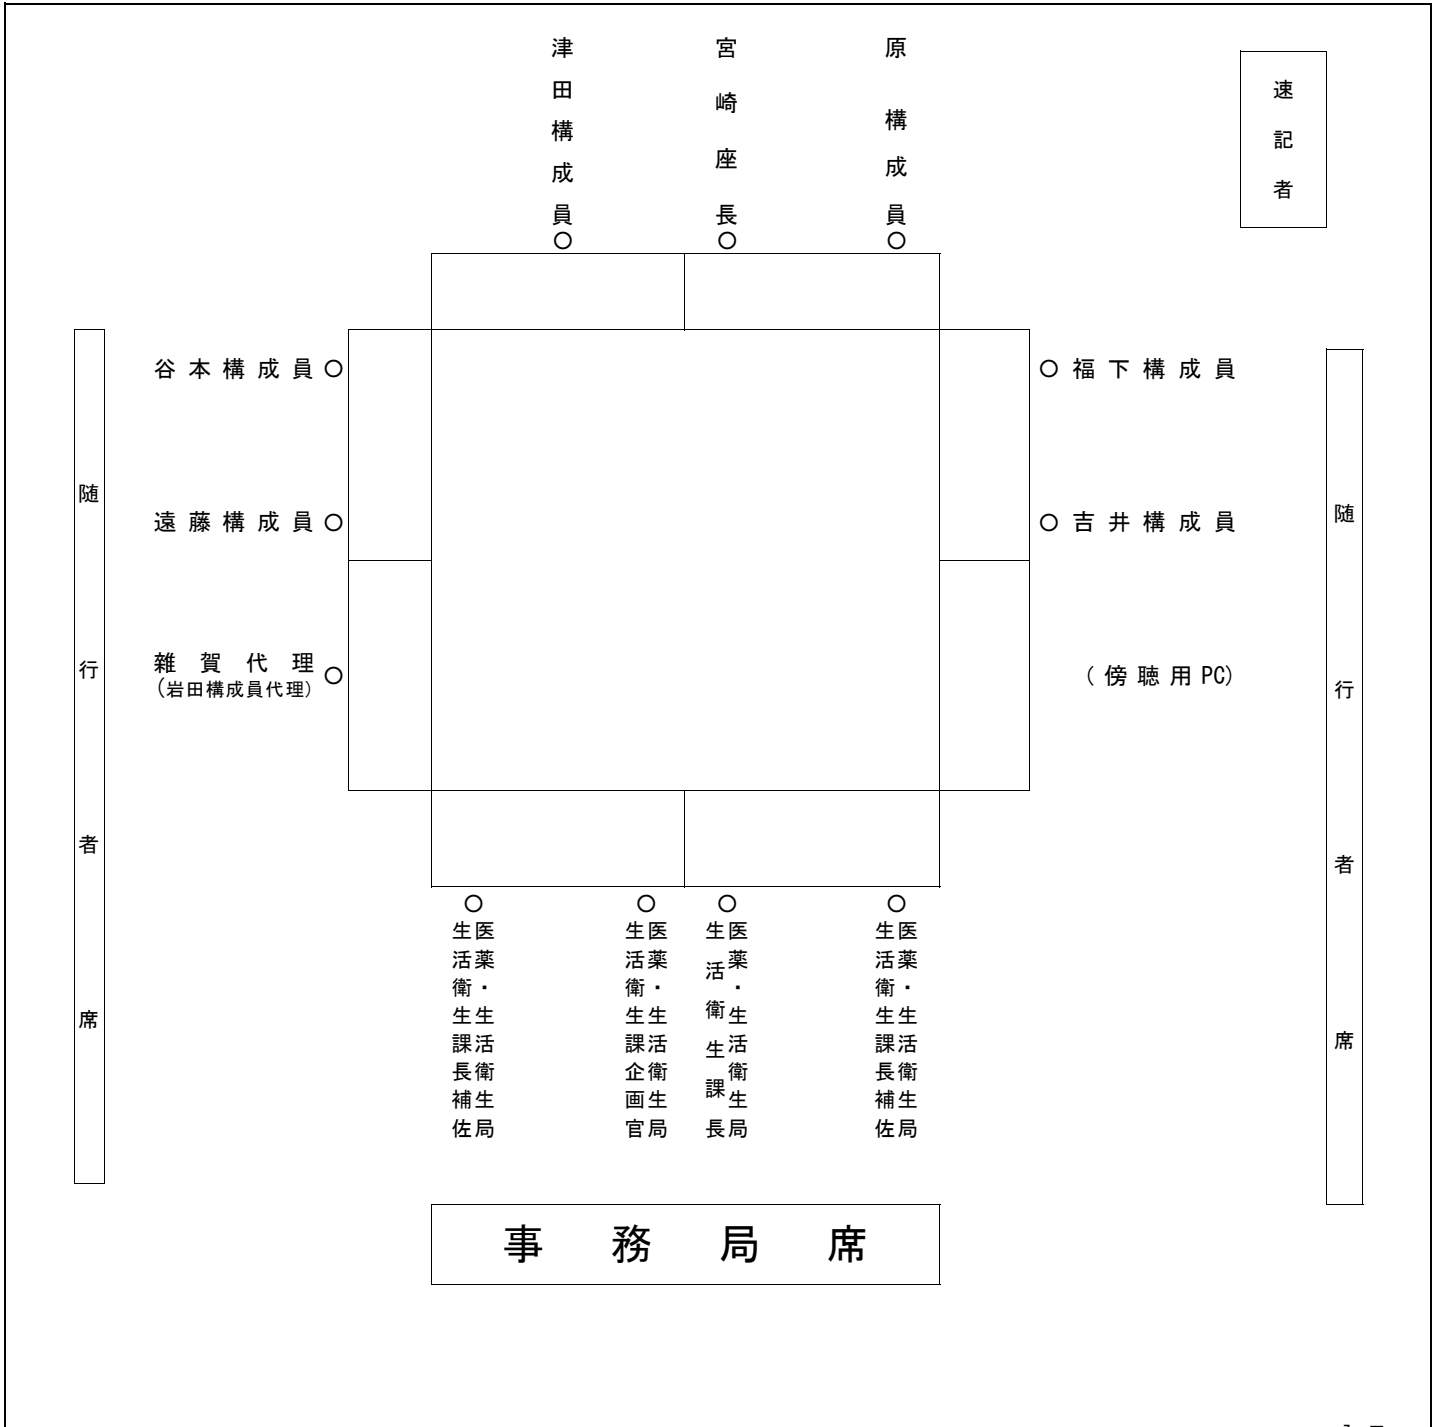 津田構成員
宮崎座長
原構成員
速記者
谷本構成員
福下構成員
遠藤構成員
吉井構成員
雑賀代理
(岩田構成員代理)
(傍聴用PC)
随行者席
随行者席
医薬・生活衛生局
生活衛生課長補佐
医薬・生活衛生局
生活衛生課企画官
医薬・生活衛生局
生活衛生課長
医薬・生活衛生局
生活衛生課長補佐
事務局席